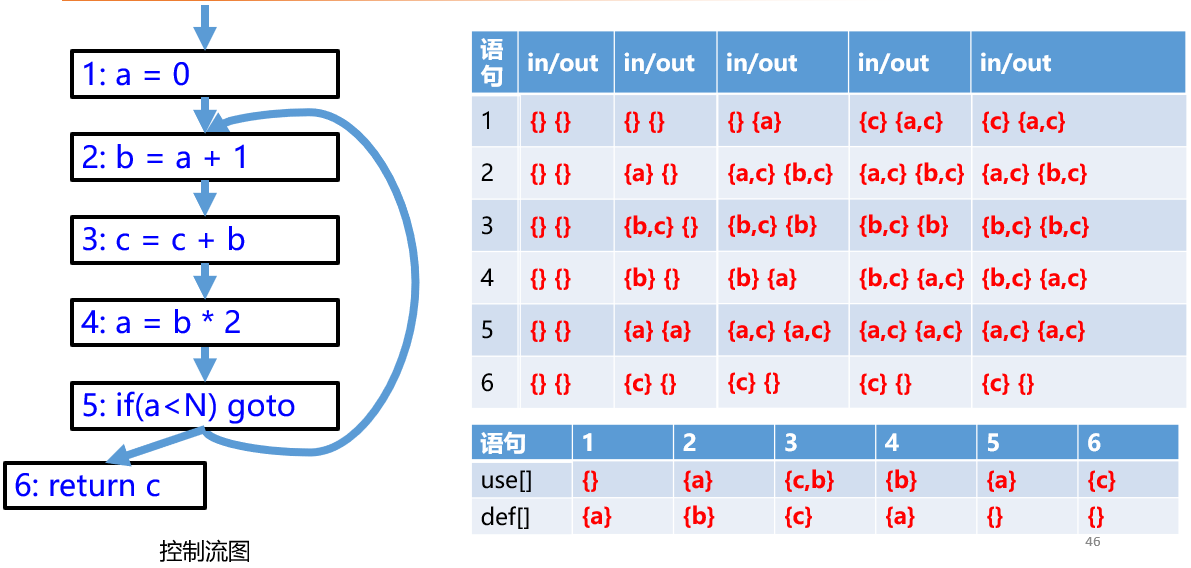 1: a = 0
2: b = a + 1
3: c = c + b
4: a = b * 2
5: if(a<N) goto
6: return c
控制流图
语句 in/out in/out in/out in/out in/out
1 {} {} {} {} {} {a} {c} {a,c} {c} {a,c}
2 {} {} {a} {} {a,c} {b,c} {a,c} {b,c} {a,c} {b,c}
3 {} {} {b,c} {} {b,c} {b} {b,c} {b} {b,c} {b,c}
4 {} {} {b} {} {b} {a} {b,c} {a,c} {b,c} {a,c}
5 {} {} {a} {a} {a,c} {a,c} {a,c} {a,c} {a,c} {a,c}
6 {} {} {c} {} {c} {} {c} {} {c} {}
语句 1 2 3 4 5 6
use[] {} {a} {c,b} {b} {a} {c}
def[] {a} {b} {c} {a} {} {}
46